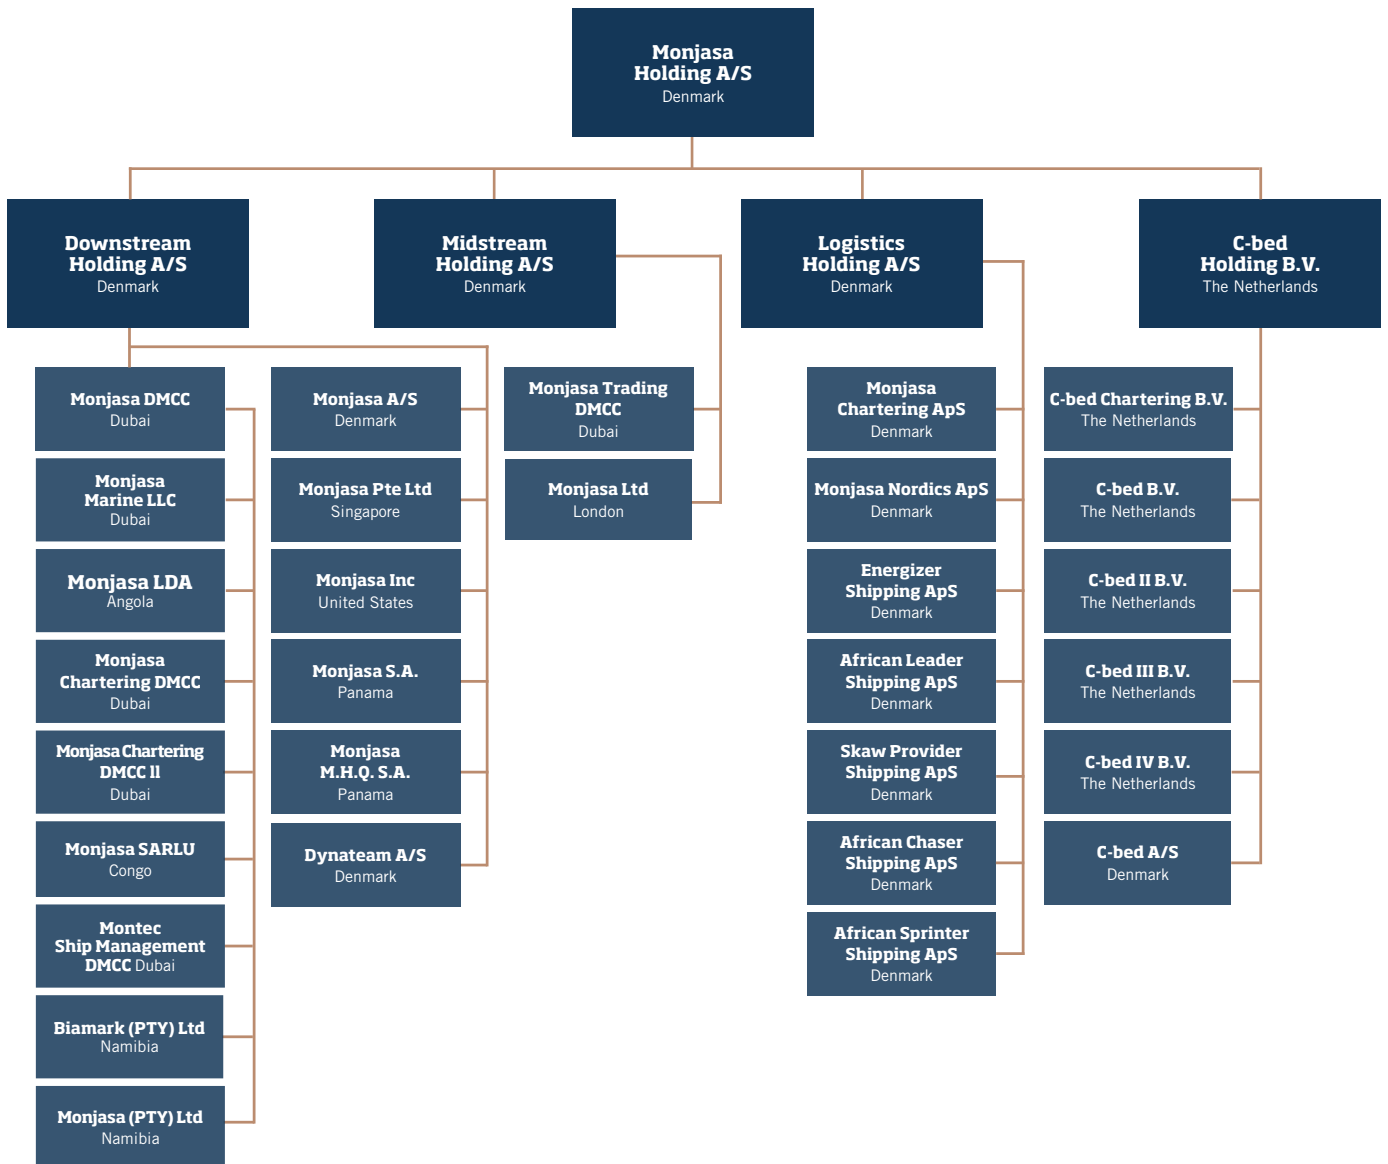 Monjasa
Holding A/S
Denmark
Downstream
Holding A/S
Denmark
Midstream
Holding A/S
Denmark
Logistics
Holding A/S
Denmark
C-bed
Holding B.V.
The Netherlands
Monjasa DMCC
Dubai
Monjasa
Marine LLC
Dubai
Monjasa LDA
Angola
Monjasa
Chartering DMCC
Dubai
Monjasa Chartering
DMCC ll
Dubai
Monjasa SARLU
Congo
Montec
Ship Management
DMCC Dubai
Biamark (PTY) Ltd
Namibia
Monjasa (PTY) Ltd
Namibia
Monjasa A/S
Denmark
Monjasa Pte Ltd
Singapore
Monjasa Inc
United States
Monjasa S.A.
Panama
Monjasa
M.H.Q. S.A.
Panama
Dynateam A/S
Denmark
Monjasa Trading
DMCC
Dubai
Monjasa Ltd
London
Monjasa
Chartering ApS
Denmark
Monjasa Nordics ApS
Denmark
Energizer
Shipping ApS
Denmark
African Leader
Shipping ApS
Denmark
Skaw Provider
Shipping ApS
Denmark
African Chaser
Shipping ApS
Denmark
African Sprinter
Shipping ApS
Denmark
C-bed Chartering B.V.
The Netherlands
C-bed B.V.
The Netherlands
C-bed II B.V.
The Netherlands
C-bed III B.V.
The Netherlands
C-bed IV B.V.
The Netherlands
C-bed A/S
Denmark